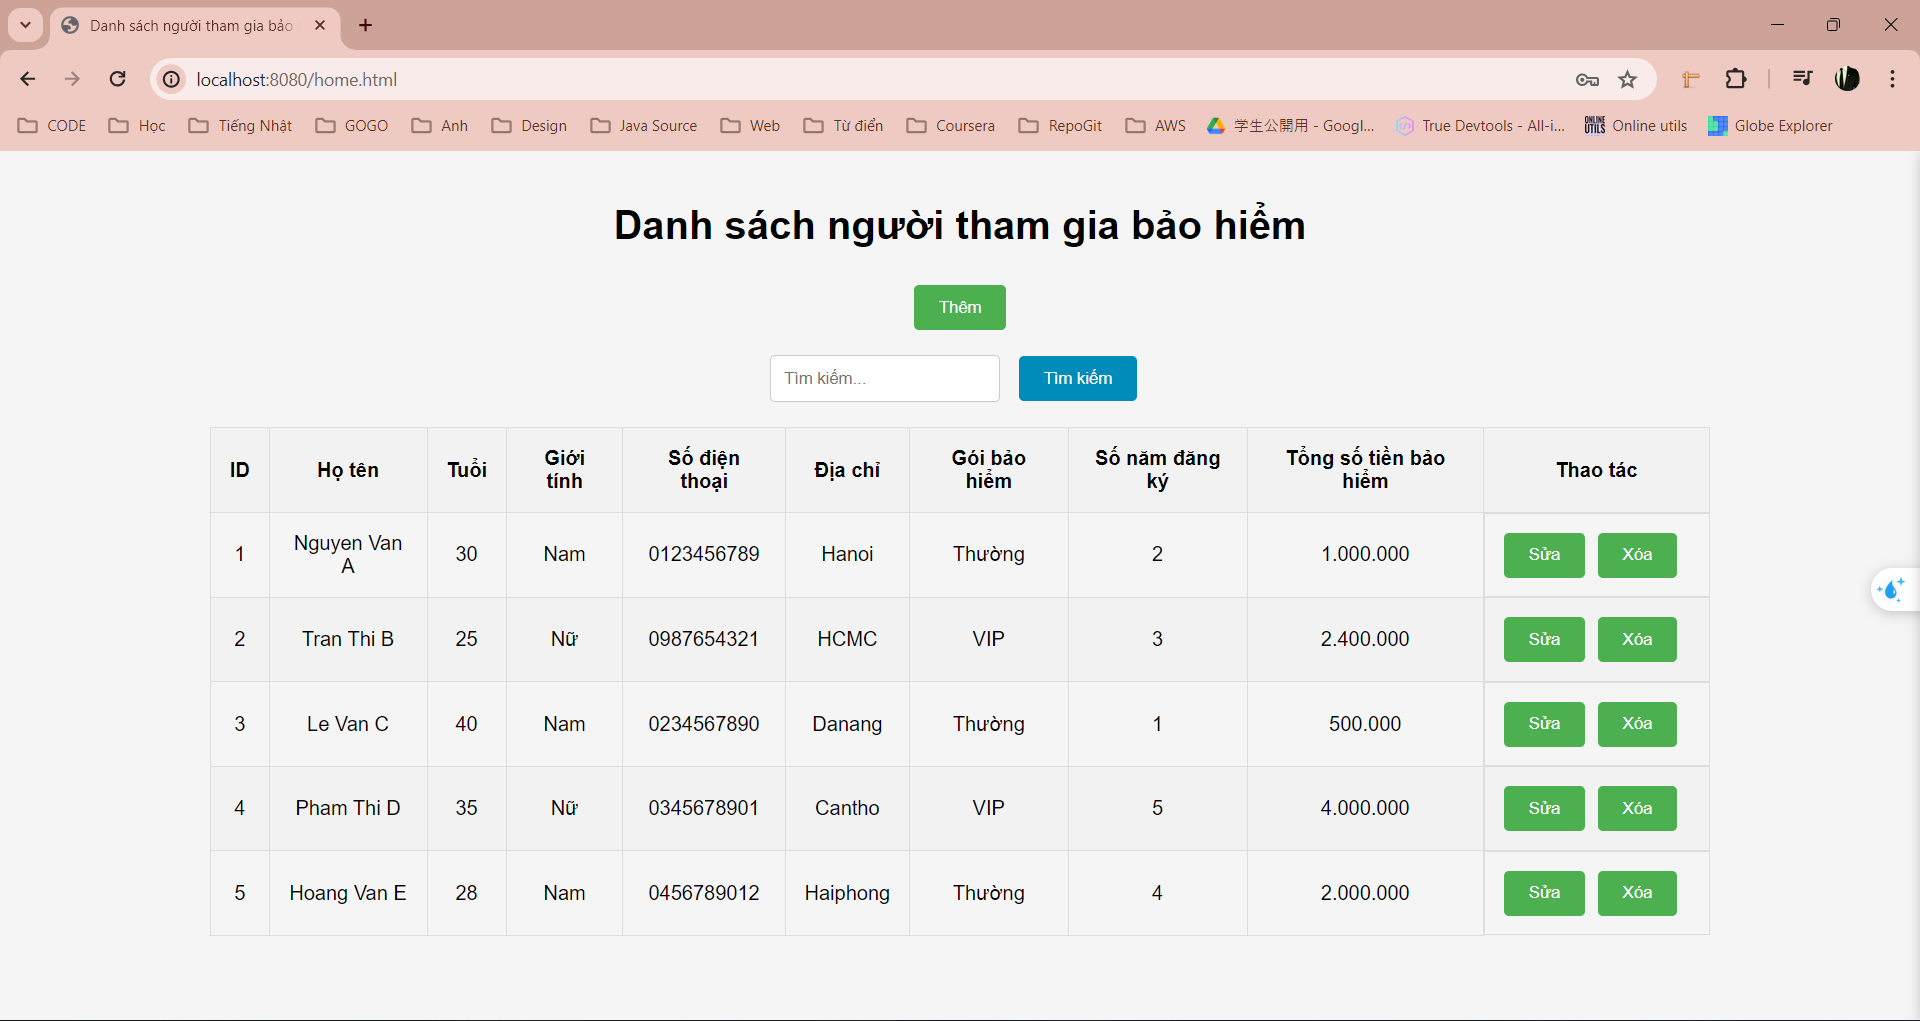 Danh sách người tham gia bảo
localhost:8080/home.html
CODE Học Tiếng Nhật GOGO Anh Design Java Source Web Từ điển Coursera RepoGit AWS 学生公開用 - Googl... True Devtools - All-i... ONLINE UTILS Online utils Globe Explorer
Danh sách người tham gia bảo hiểm
Thêm
Tìm kiếm... Tìm kiếm
ID Họ tên Tuổi Giới tính Số điện thoại Địa chỉ Gói bảo hiểm Số năm đăng ký Tổng số tiền bảo hiểm Thao tác
1 Nguyen Van A 30 Nam 0123456789 Hanoi Thường 2 1.000.000 Sửa Xóa
2 Tran Thi B 25 Nữ 0987654321 HCMC VIP 3 2.400.000 Sửa Xóa
3 Le Van C 40 Nam 0234567890 Danang Thường 1 500.000 Sửa Xóa
4 Pham Thi D 35 Nữ 0345678901 Cantho VIP 5 4.000.000 Sửa Xóa
5 Hoang Van E 28 Nam 0456789012 Haiphong Thường 4 2.000.000 Sửa Xóa